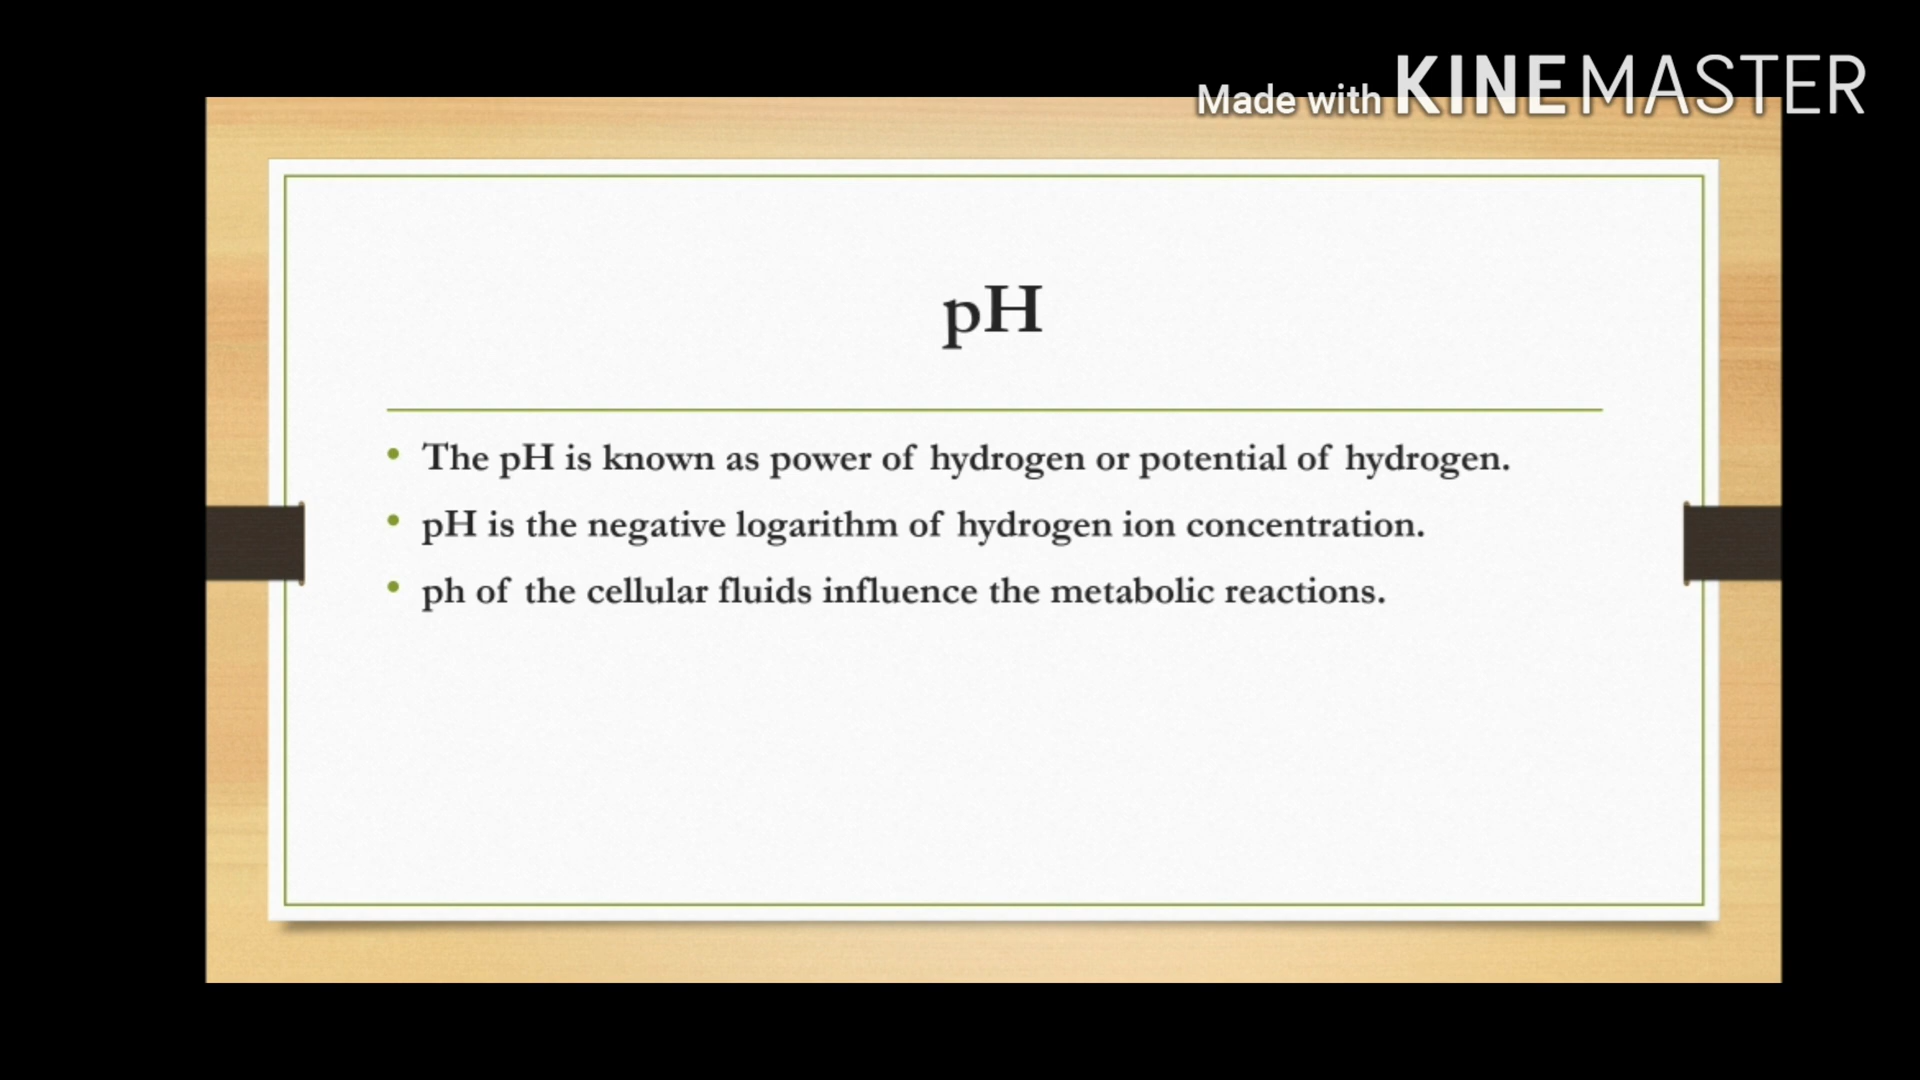 Made with KINEMASTER
pH
• The pH is known as power of hydrogen or potential of hydrogen.
• pH is the negative logarithm of hydrogen ion concentration.
• ph of the cellular fluids influence the metabolic reactions.